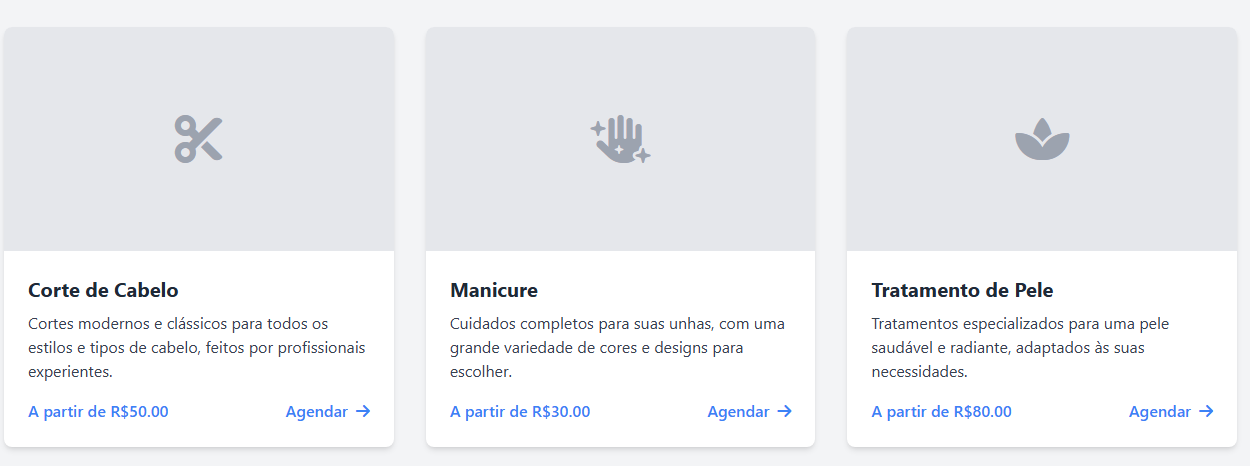 Corte de Cabelo
Cortes modernos e clássicos para todos os
estilos e tipos de cabelo, feitos por profissionais
experientes.
A partir de R$50.00
Agendar →
Manicure
Cuidados completos para suas unhas, com uma
grande variedade de cores e designs para
escolher.
A partir de R$30.00
Agendar →
Tratamento de Pele
Tratamentos especializados para uma pele
saudável e radiante, adaptados às suas
necessidades.
A partir de R$80.00
Agendar →